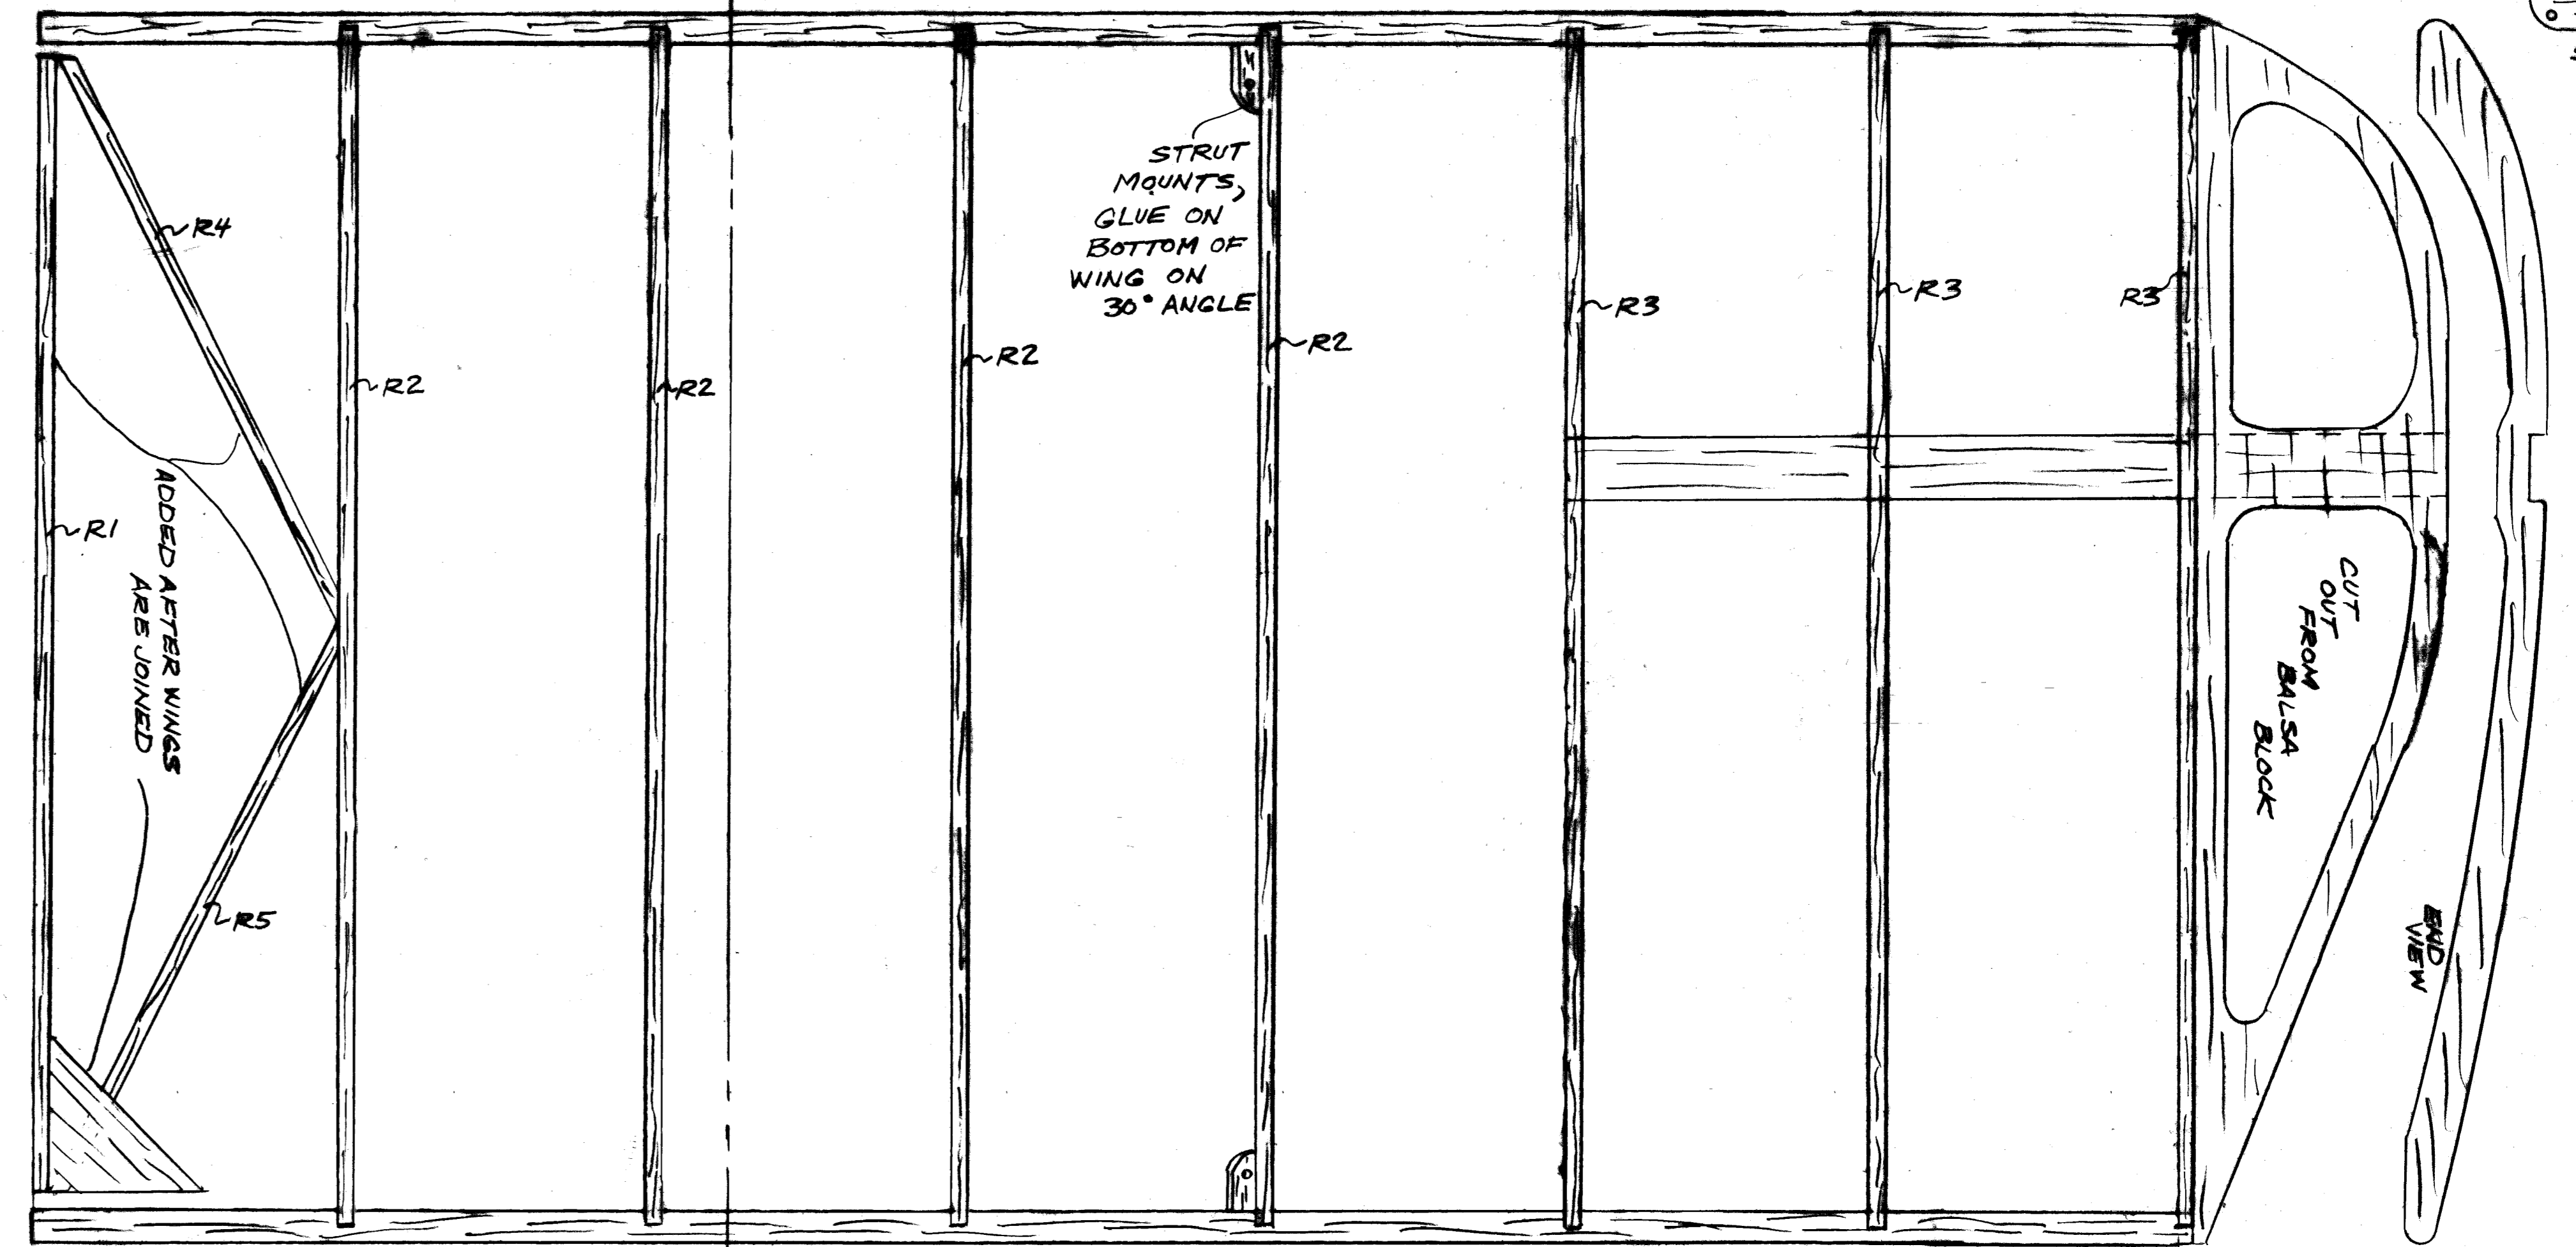 STRUT
MOUNTS,
GLUE ON
BOTTOM OF
WING ON
30° ANGLE
R4
R2
R2
R2
R2
R3
R3
R3
R1
ADDED AFTER WINGS
ARE JOINED
R5
CUT
OUT
FROM
BALSA
BLOCK
END
VIEW